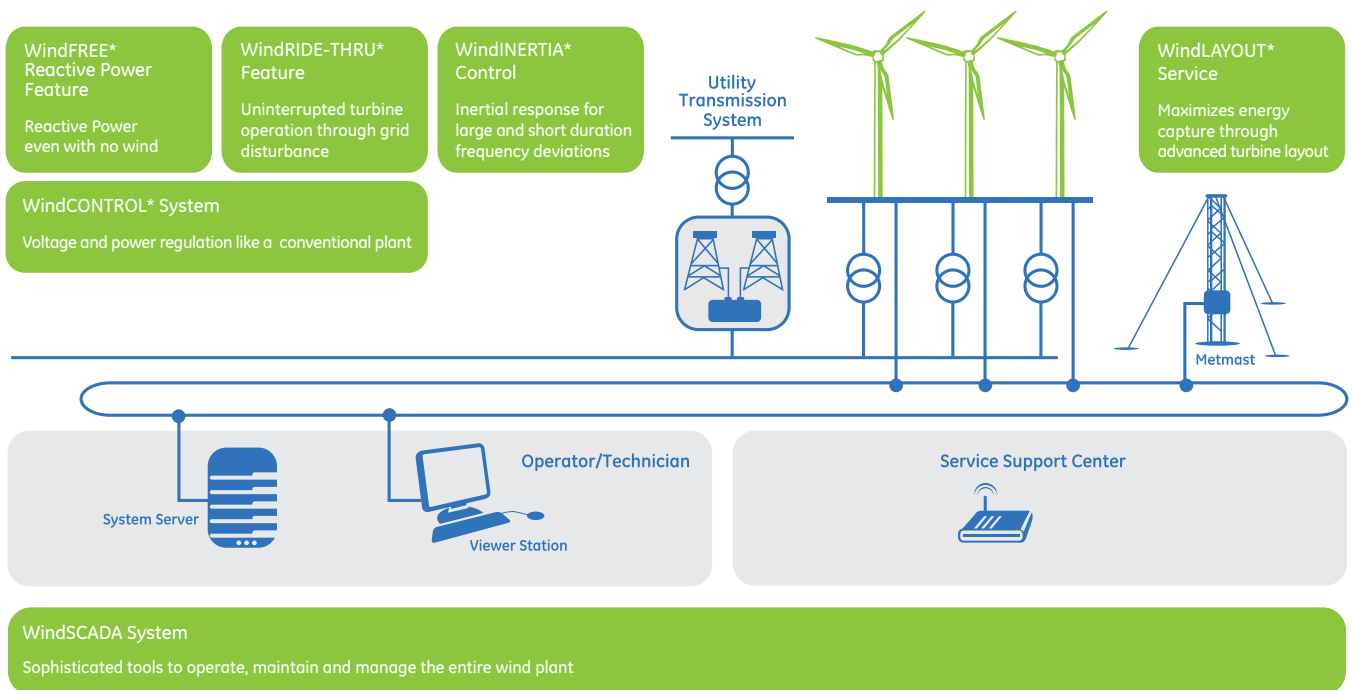 WindFREE*
Reactive Power
Feature
Reactive Power
even with no wind
WindRIDE-THRU*
Feature
Uninterrupted turbine
operation through grid
disturbance
WindINERTIA*
Control
Inertial response for
large and short duration
frequency deviations
Utility
Transmission
System
WindLAYOUT*
Service
Maximizes energy
capture through
advanced turbine layout
WindCONTROL* System
Voltage and power regulation like a conventional plant
Metmast
Operator/Technician
System Server
Viewer Station
Service Support Center
WindSCADA System
Sophisticated tools to operate, maintain and manage the entire wind plant